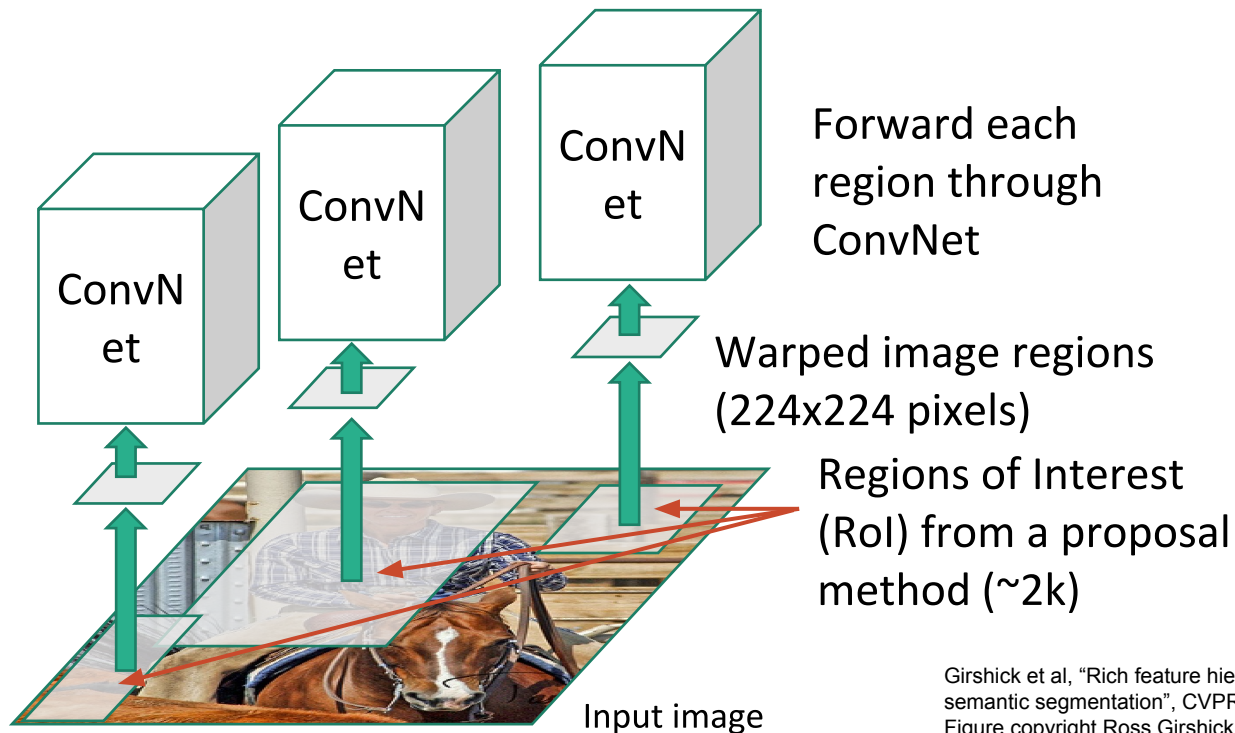 ConvN
et
ConvN
et
ConvN
et
Forward each
region through
ConvNet
Warped image regions
(224x224 pixels)
Regions of Interest
(RoI) from a proposal
method (~2k)
Input image
Girshick et al, “Rich feature hie
semantic segmentation”, CVPR
Figure copyright Ross Girshick